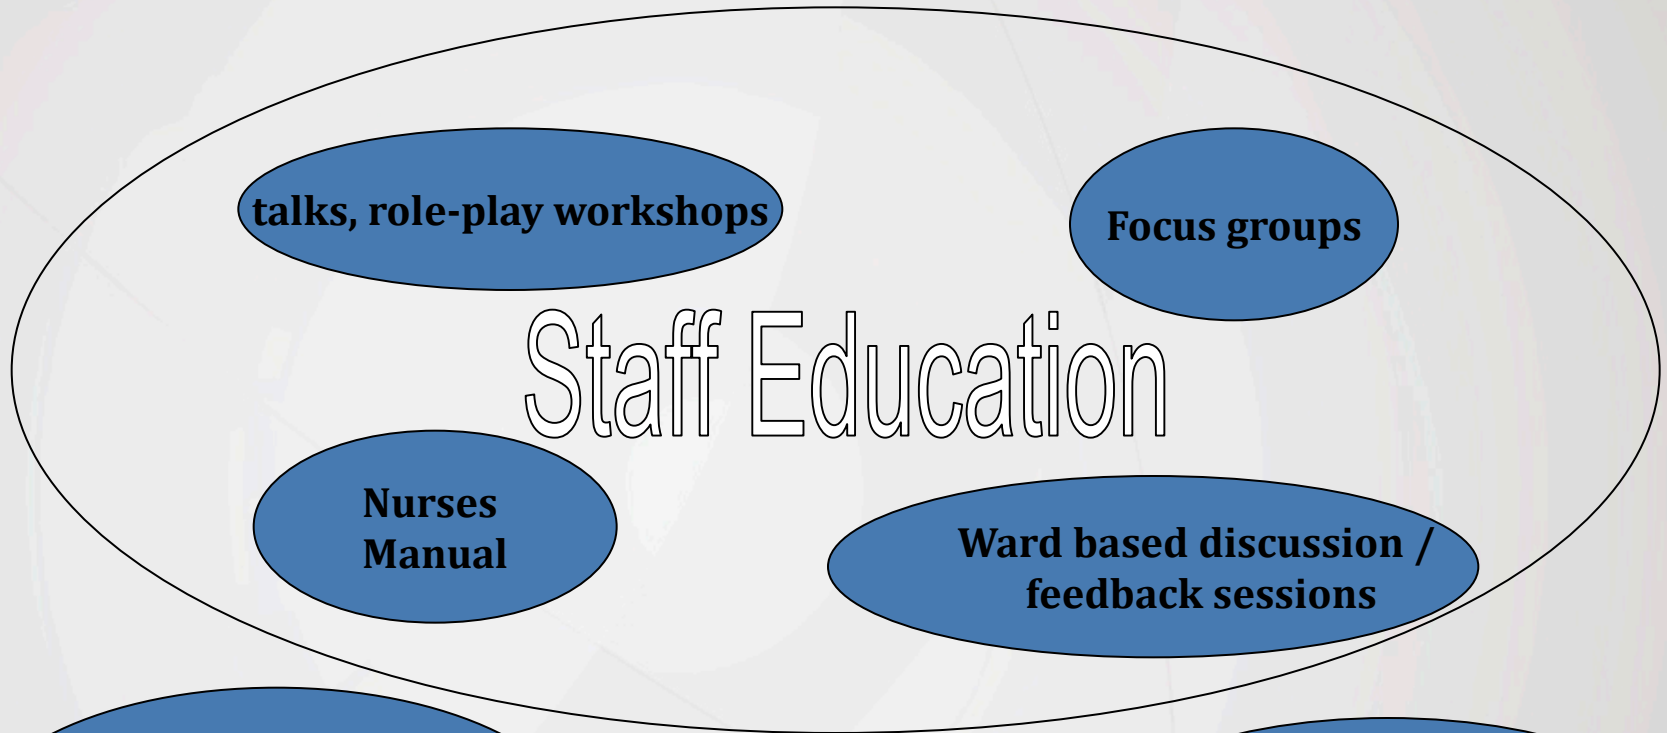 talks, role-play workshops
Focus groups
Staff Education
Nurses
Manual
Ward based discussion /
feedback sessions